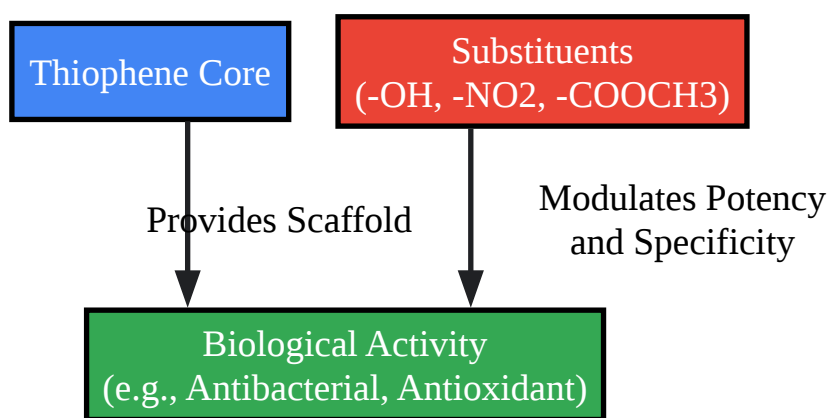 Thiophene Core
Substituents
(-OH, -NO2, -COOCH3)
Provides Scaffold
Modulates Potency
and Specificity
Biological Activity
(e.g., Antibacterial, Antioxidant)